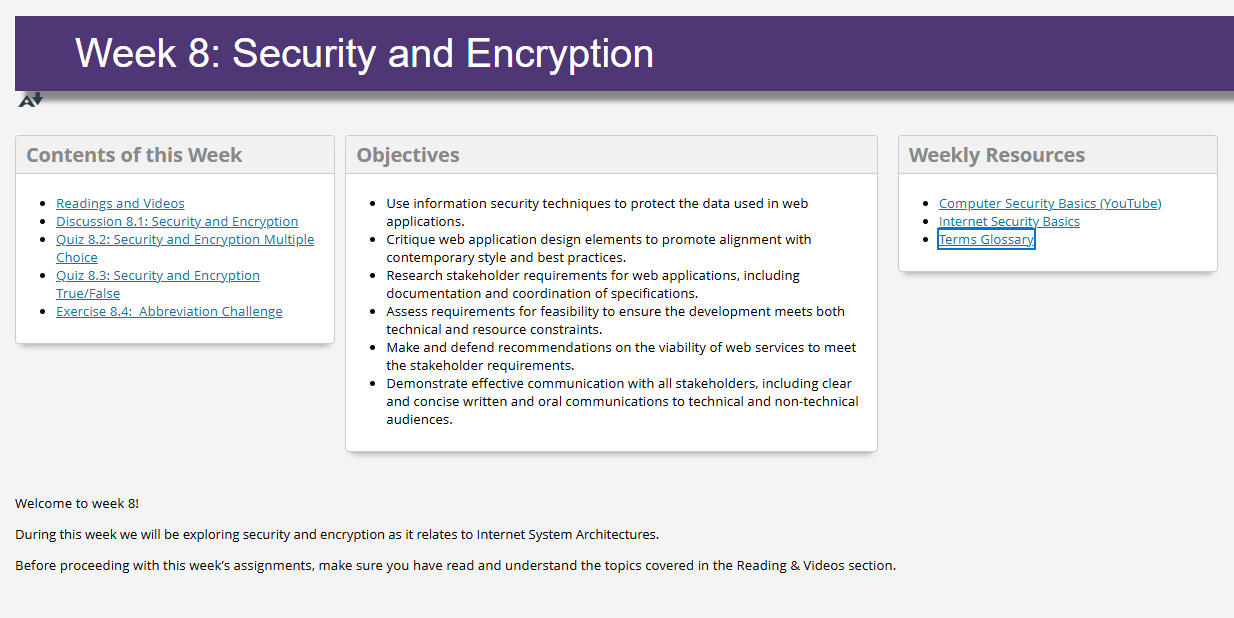 Week 8: Security and Encryption
Contents of this Week
Readings and Videos
Discussion 8.1: Security and Encryption
Quiz 8.2: Security and Encryption Multiple
Choice
Quiz 8.3: Security and Encryption
True/False
Exercise 8.4:  Abbreviation Challenge
Objectives
Use information security techniques to protect the data used in web
applications.
Critique web application design elements to promote alignment with
contemporary style and best practices.
Research stakeholder requirements for web applications, including
documentation and coordination of specifications.
Assess requirements for feasibility to ensure the development meets both
technical and resource constraints.
Make and defend recommendations on the viability of web services to meet
the stakeholder requirements.
Demonstrate effective communication with all stakeholders, including clear
and concise written and oral communications to technical and non-technical
audiences.
Weekly Resources
Computer Security Basics (YouTube)
Internet Security Basics
Terms Glossary
Welcome to week 8!
During this week we will be exploring security and encryption as it relates to Internet System Architectures.
Before proceeding with this week's assignments, make sure you have read and understand the topics covered in the Reading & Videos section.